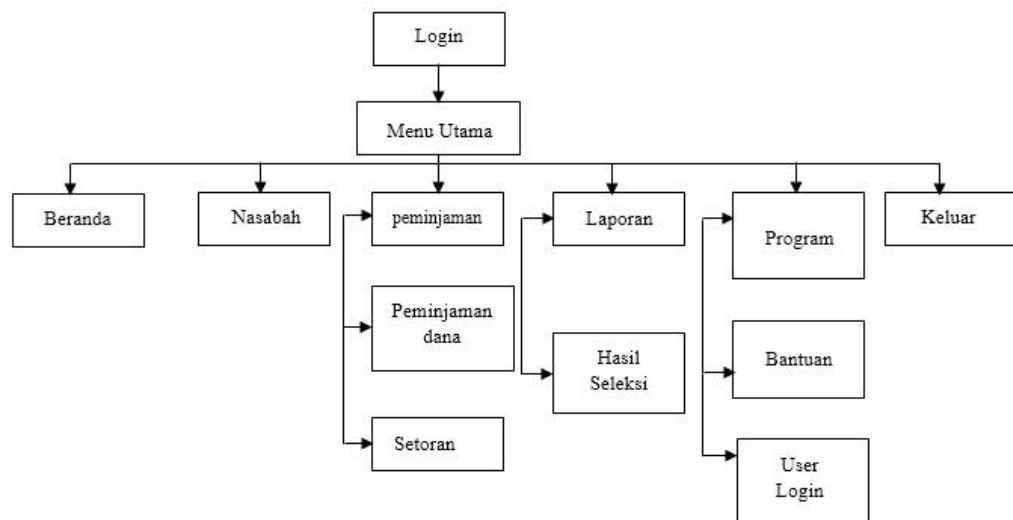 Login
Menu Utama
Beranda
Nasabah
peminjaman
Laporan
Program
Keluar
Peminjaman
dana
Hasil
Seleksi
Bantuan
Setoran
User
Login